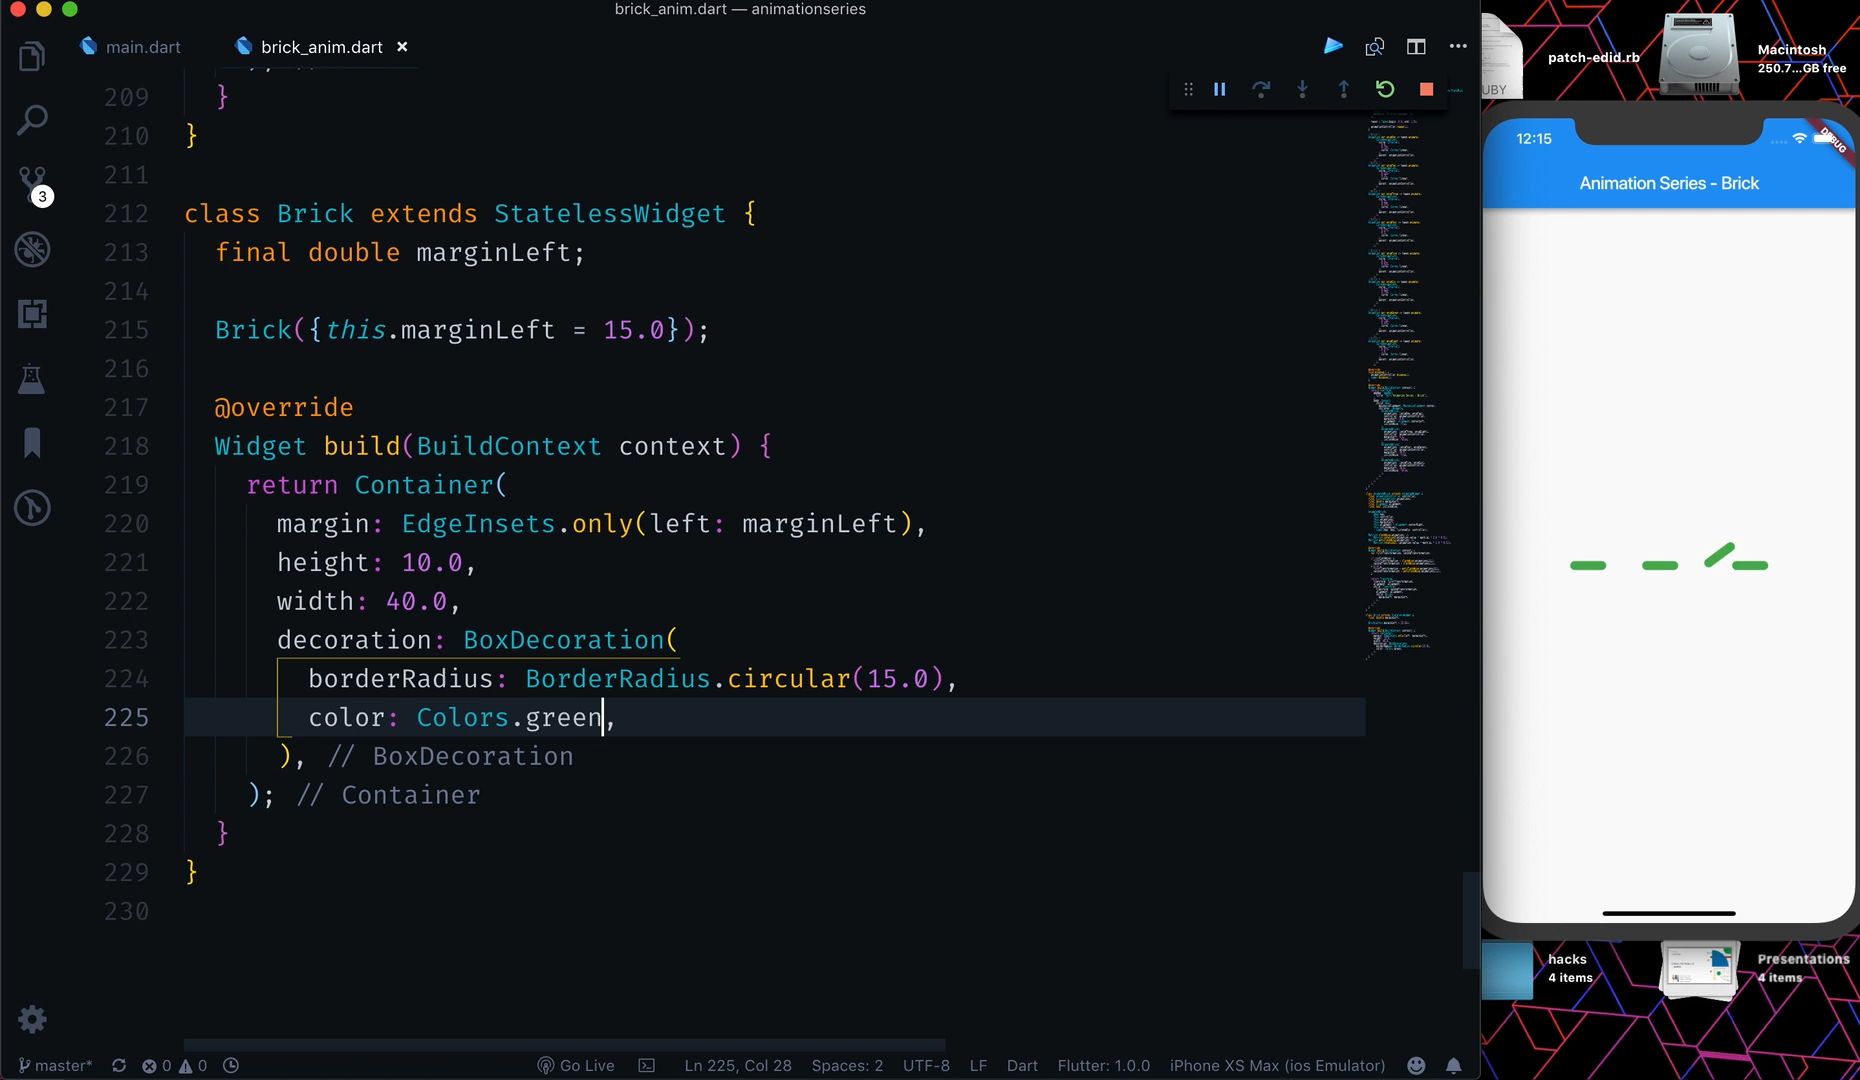 brick_anim.dart — animationseries
main.dart
brick_anim.dart
209 }
210 }
211
212 class Brick extends StatelessWidget {
213 final double marginLeft;
214
215 Brick({this.marginLeft = 15.0});
216
217 @override
218 Widget build(BuildContext context) {
219 return Container(
220 margin: EdgeInsets.only(left: marginLeft),
221 height: 10.0,
222 width: 40.0,
223 decoration: BoxDecoration(
224 borderRadius: BorderRadius.circular(15.0),
225 color: Colors.green,
226 ), // BoxDecoration
227 ); // Container
228 }
229 }
230
3
master* 0 0 Go Live Ln 225, Col 28 Spaces: 2 UTF-8 LF Dart Flutter: 1.0.0 iPhone XS Max (ios Emulator)
UBY
patch-edid.rb
Macintosh
250.7...GB free
12:15
DEBUG
Animation Series - Brick
hacks
4 items
Presentations
4 items